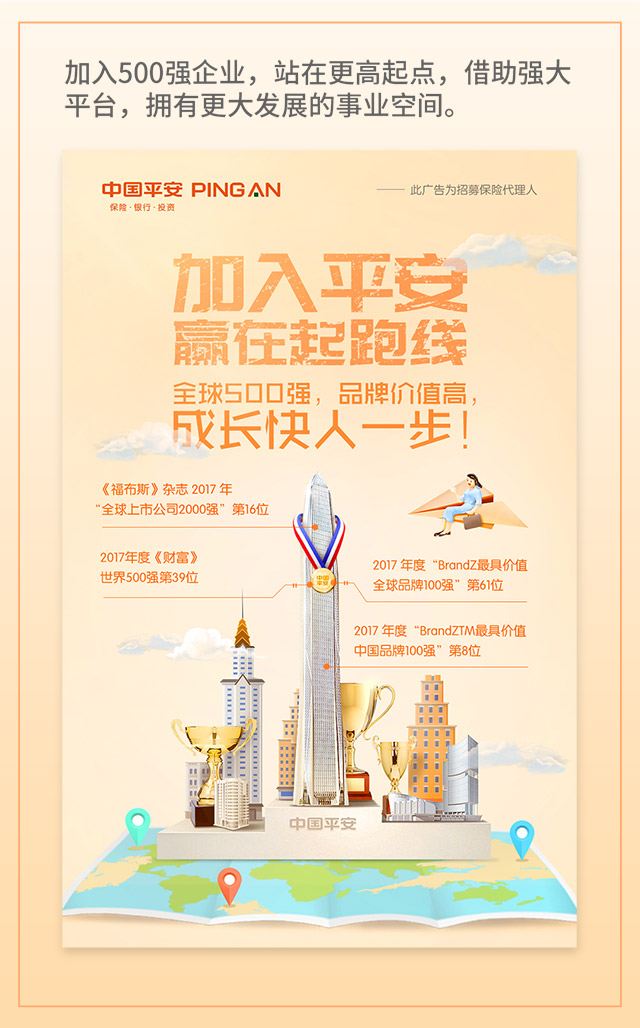 加入500强企业，站在更高起点，借助强大
平台，拥有更大发展的事业空间。
中国平安 PING AN
保险·银行·投资
此广告为招募保险代理人
加入平安
赢在起跑线
全球500强，品牌价值高，
成长快人一步！
《福布斯》杂志 2017 年
“全球上市公司2000强”第16位
2017年度《财富》
世界500强第39位
2017 年度“BrandZ最具价值
全球品牌100强”第61位
2017 年度“BrandZTM最具价值
中国品牌100强”第8位
中国
平安
中国平安